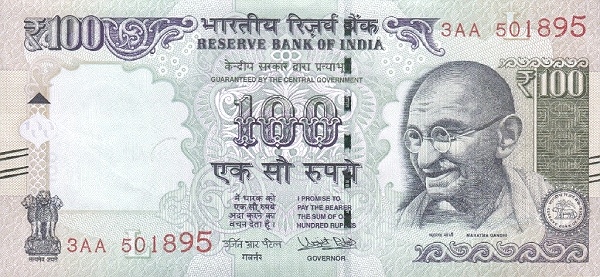 ₹100
भारतीय रिज़र्व बैंक
RESERVE BANK OF INDIA
3AA 501895
L
केन्द्रीय सरकार द्वारा प्रत्याभूत
GUARANTEED BY THE CENTRAL GOVERNMENT
100
₹100
एक सौ रुपये
मैं धारक को
एक सौ रुपये
अदा करने का
वचन देता हूँ।
I PROMISE TO
PAY THE BEARER
THE SUM OF ONE
HUNDRED RUPEES
उर्जित आर पटेल
गवर्नर
GOVERNOR
महात्मा गांधी
MAHATMA GANDHI
सत्यमेव जयते
3AA 501895
L